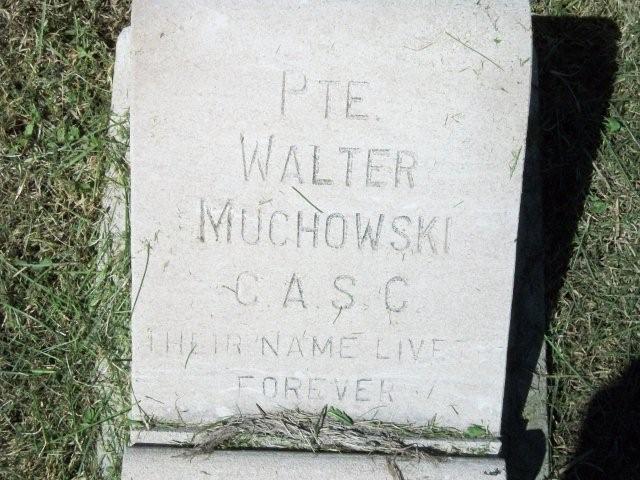 PTE.
WALTER
MUCHOWSKI
C.A.S.C.
THEIR NAME LIVE
FOREVER